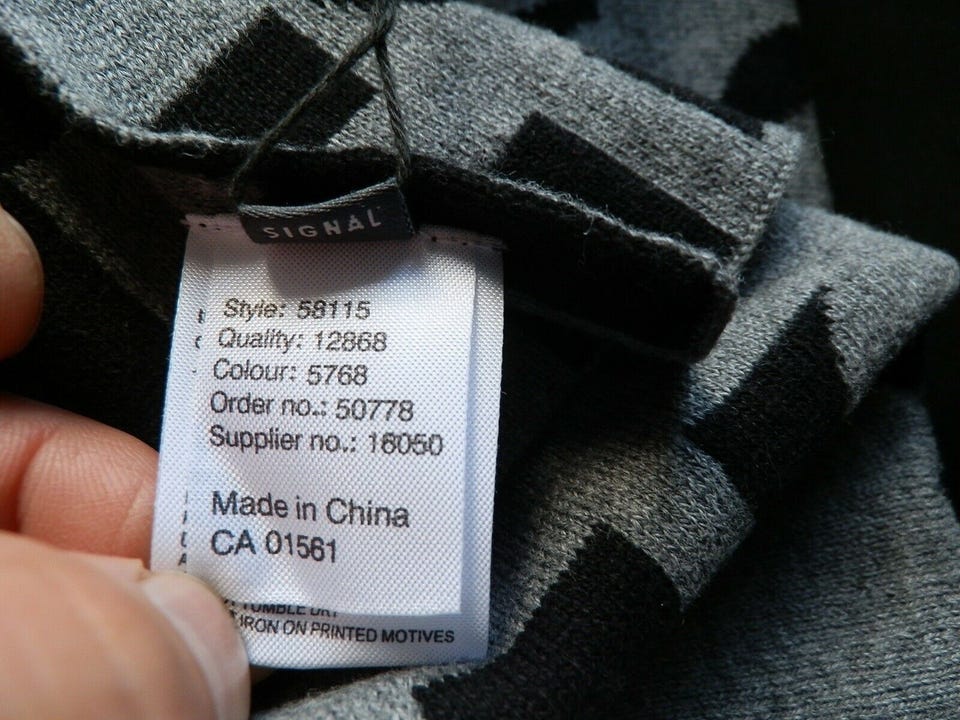 SIGNAL
Style: 58115
Quality: 12868
Colour: 5768
Order no.: 50778
Supplier no.: 16050
Made in China
CA 01561
TUMBLE DRY
IRON ON PRINTED MOTIVES